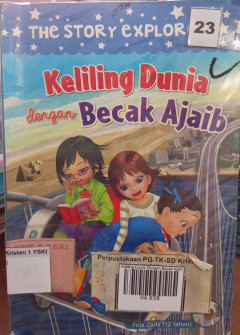 THE STORY EXPLOR
23
Keliling Dunia
dengan Becak Ajaib
Kristen 1 YSKI
Perpustakaan PG-TK-SD Kris